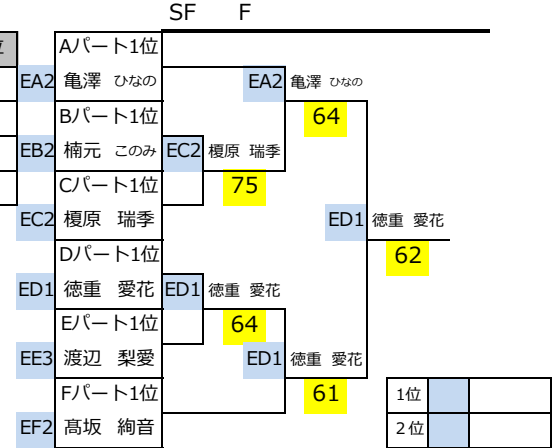 SF F
Aパート1位
EA2 亀澤 ひなの EA2 亀澤 ひなの
Bパート1位 64
EB2 楠元 このみ EC2 榎原 瑞季
Cパート1位 75
EC2 榎原 瑞季 ED1 徳重 愛花
Dパート1位 62
ED1 徳重 愛花 ED1 徳重 愛花
Eパート1位 64
EE3 渡辺 梨愛 ED1 徳重 愛花
Fパート1位 61 1位
EF2 髙坂 絢音 2位